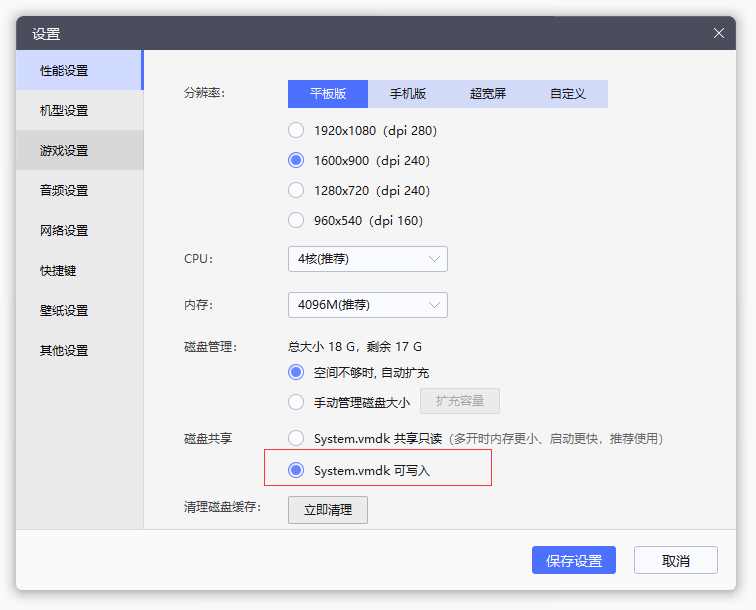 设置
性能设置
机型设置
游戏设置
音频设置
网络设置
快捷键
壁纸设置
其他设置
分辨率: 平板版 手机版 超宽屏 自定义
1920x1080（dpi 280）
1600x900（dpi 240）
1280x720（dpi 240）
960x540（dpi 160）
CPU: 4核(推荐)
内存: 4096M(推荐)
磁盘管理: 总大小 18 G，剩余 17 G
空间不够时, 自动扩充
手动管理磁盘大小 扩充容量
磁盘共享 System.vmdk 共享只读（多开时内存更小、启动更快，推荐使用）
System.vmdk 可写入
清理磁盘缓存: 立即清理
保存设置 取消